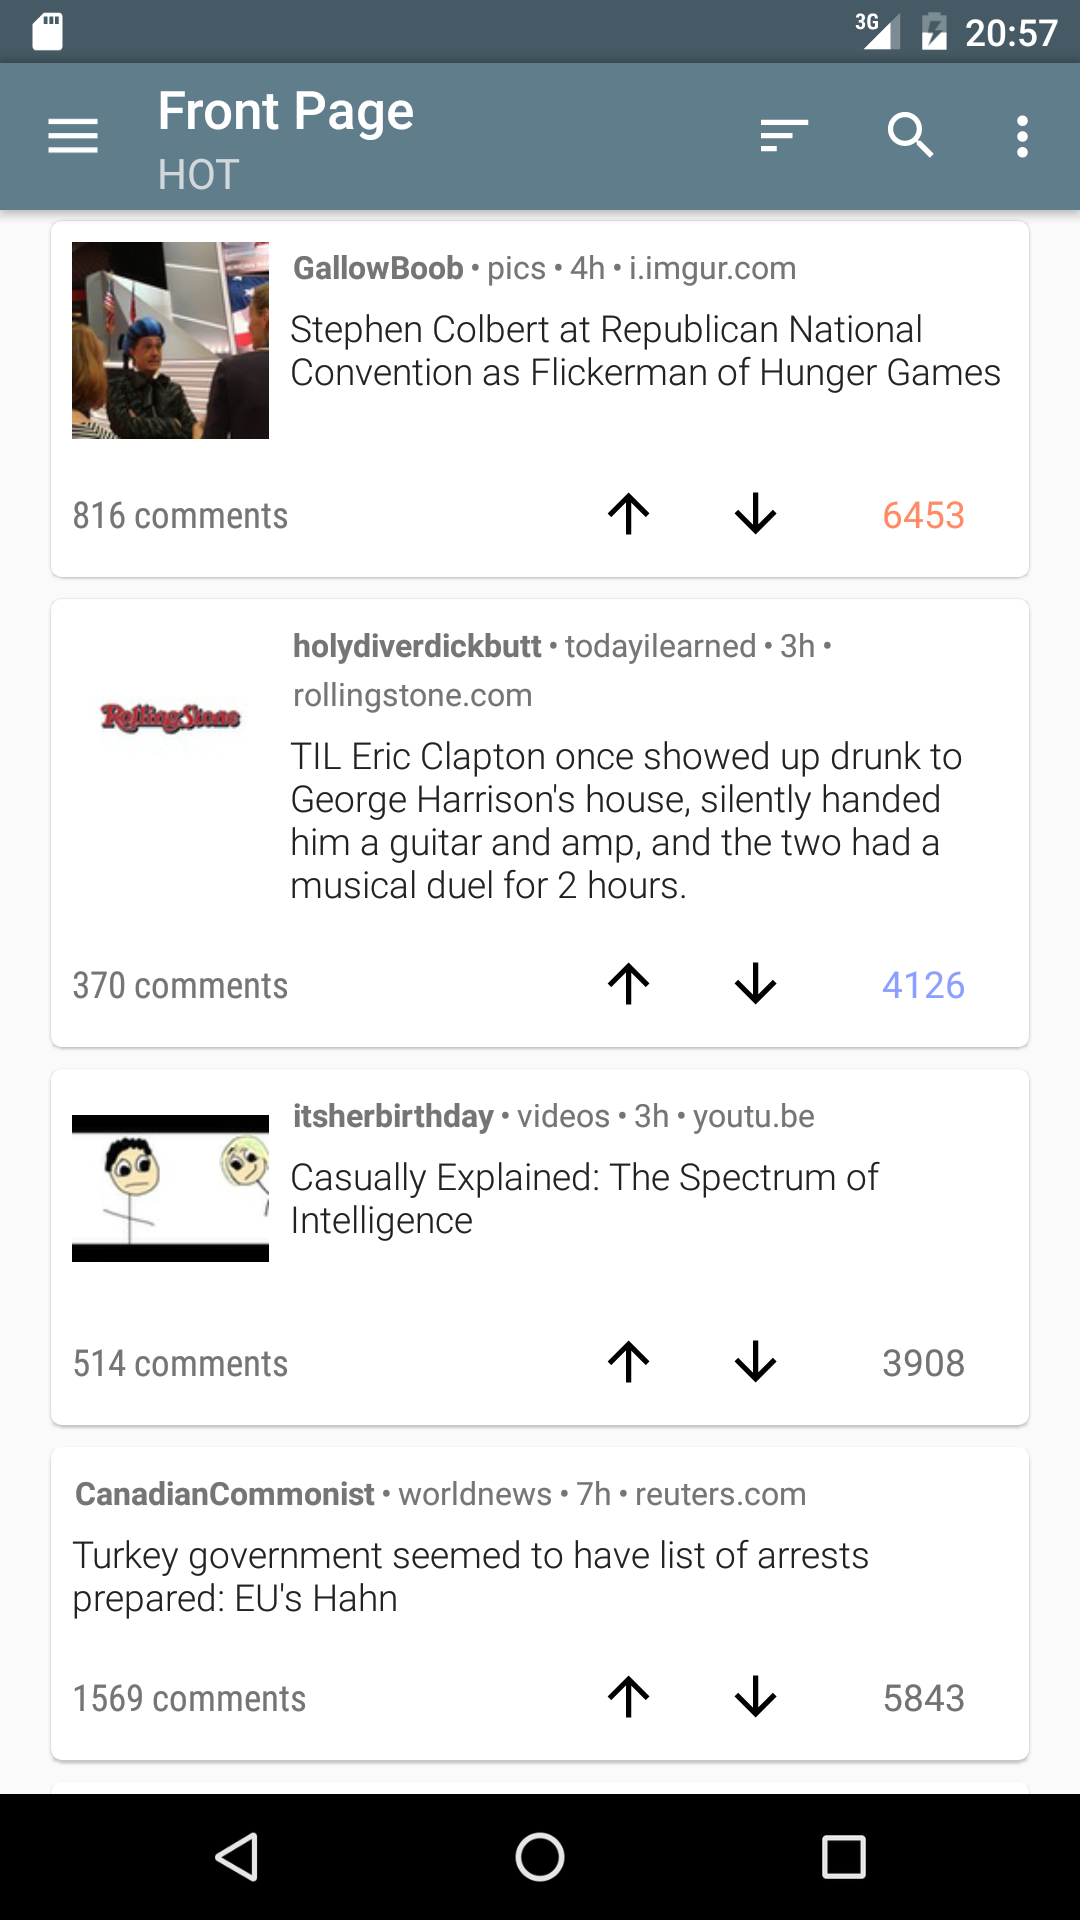 3G 20:57
Front Page
HOT
GallowBoob • pics • 4h • i.imgur.com
Stephen Colbert at Republican National
Convention as Flickerman of Hunger Games
816 comments 6453
holydiverdickbutt • todayilearned • 3h •
rollingstone.com
RollingStone
TIL Eric Clapton once showed up drunk to
George Harrison's house, silently handed
him a guitar and amp, and the two had a
musical duel for 2 hours.
370 comments 4126
itsherbirthday • videos • 3h • youtu.be
Casually Explained: The Spectrum of
Intelligence
514 comments 3908
CanadianCommonist • worldnews • 7h • reuters.com
Turkey government seemed to have list of arrests
prepared: EU's Hahn
1569 comments 5843